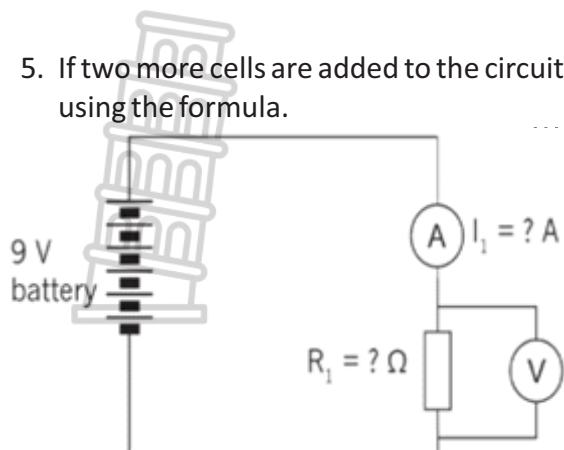 5. If two more cells are added to the circuit
using the formula.
9 V
battery
A
I₁ = ? A
R₁ = ? Ω
V